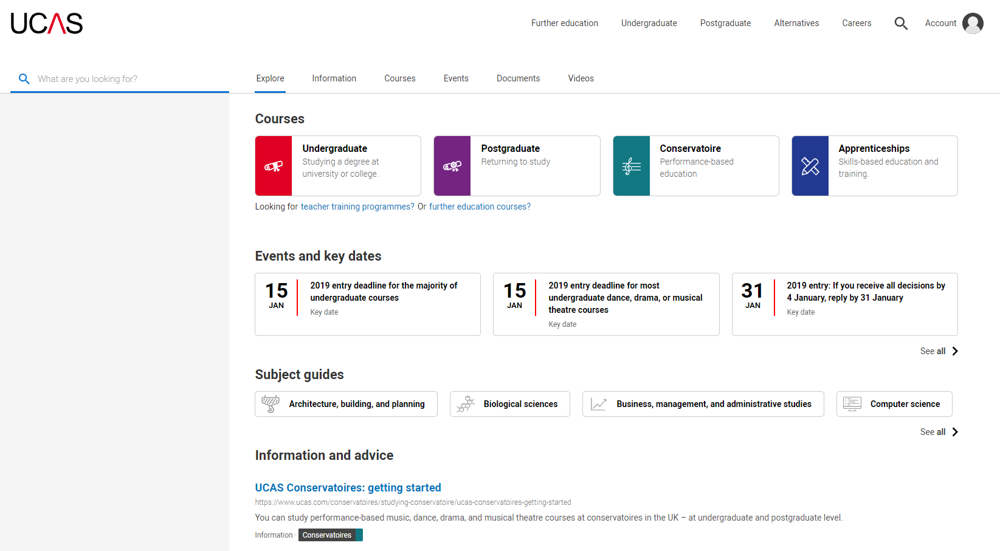 UCAS
Further education
Undergraduate
Postgraduate
Alternatives
Careers
Account
What are you looking for?
Explore
Information
Courses
Events
Documents
Videos
Courses
Undergraduate
Studying a degree at
university or college.
Postgraduate
Returning to study
Conservatoire
Performance-based
education
Apprenticeships
Skills-based education and
training.
Looking for teacher training programmes? Or further education courses?
Events and key dates
15
JAN
2019 entry deadline for the majority of
undergraduate courses
Key date
15
JAN
2019 entry deadline for most
undergraduate dance, drama, or musical
theatre courses
Key date
31
JAN
2019 entry: If you receive all decisions by
4 January, reply by 31 January
Key date
See all
Subject guides
Architecture, building, and planning
Biological sciences
Business, management, and administrative studies
Computer science
See all
Information and advice
UCAS Conservatoires: getting started
https://www.ucas.com/conservatoires/studying-conservatoire/ucas-conservatoires-getting-started
You can study performance-based music, dance, drama, and musical theatre courses at conservatoires in the UK – at undergraduate and postgraduate level.
Information · Conservatoires